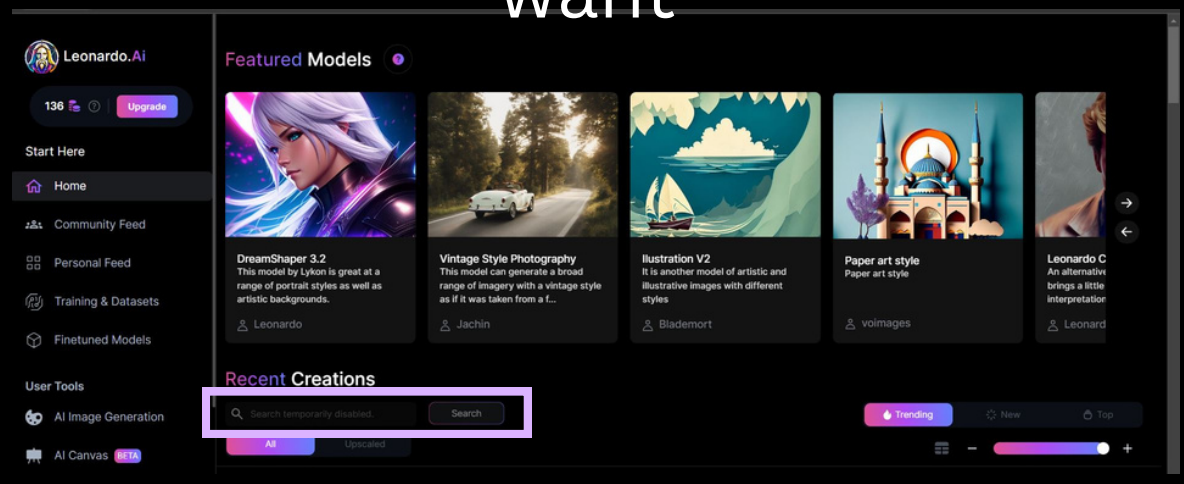 want
Leonardo.Ai
136
Upgrade
Start Here
Home
Community Feed
Personal Feed
Training & Datasets
Finetuned Models
User Tools
AI Image Generation
AI Canvas BETA
Featured Models ?
DreamShaper 3.2
This model by Lykon is great at a
range of portrait styles as well as
artistic backgrounds.
Leonardo
Vintage Style Photography
This model can generate a broad
range of imagery with a vintage style
as if it was taken from a f...
Jachin
Ilustration V2
It is another model of artistic and
illustrative images with different
styles
Blademort
Paper art style
Paper art style
voimages
Leonardo C
An alternative
brings a little
interpretation
Leonard
Recent Creations
Search temporarily disabled.
Search
Trending
New
Top
All
Upscaled